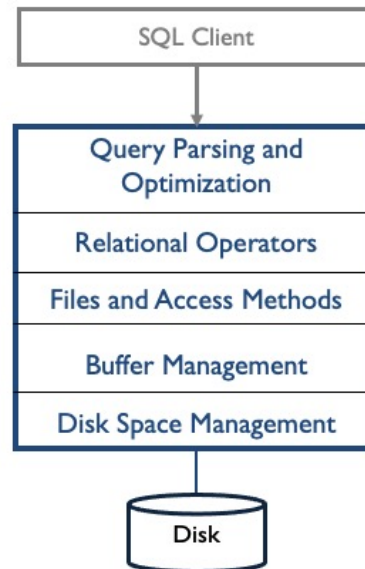 SQL Client
Query Parsing and
Optimization
Relational Operators
Files and Access Methods
Buffer Management
Disk Space Management
Disk